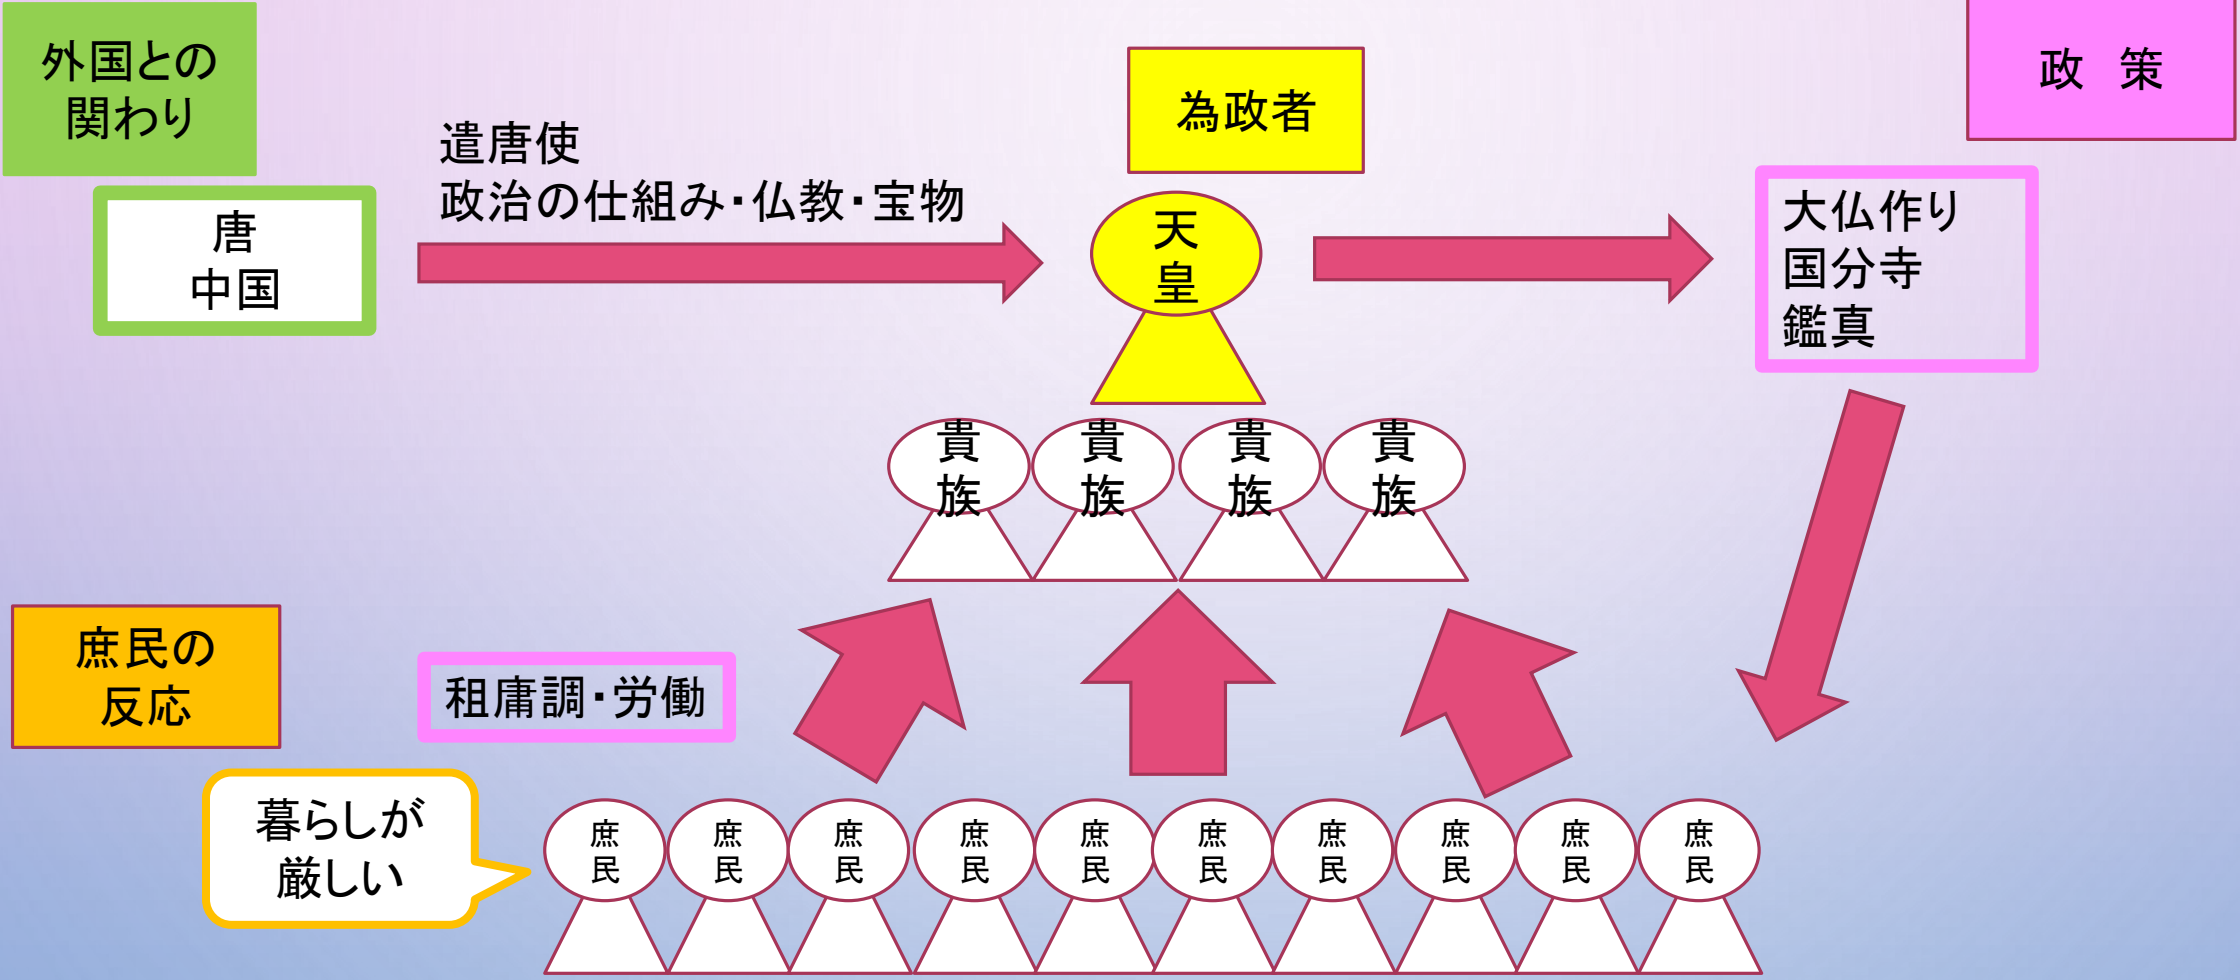 外国との
関わり
為政者
政　策
遣唐使
政治の仕組み・仏教・宝物
唐
中国
天
皇
大仏作り
国分寺
鑑真
貴
族
貴
族
貴
族
貴
族
庶民の
反応
租庸調・労働
暮らしが
厳しい
庶
民
庶
民
庶
民
庶
民
庶
民
庶
民
庶
民
庶
民
庶
民
庶
民